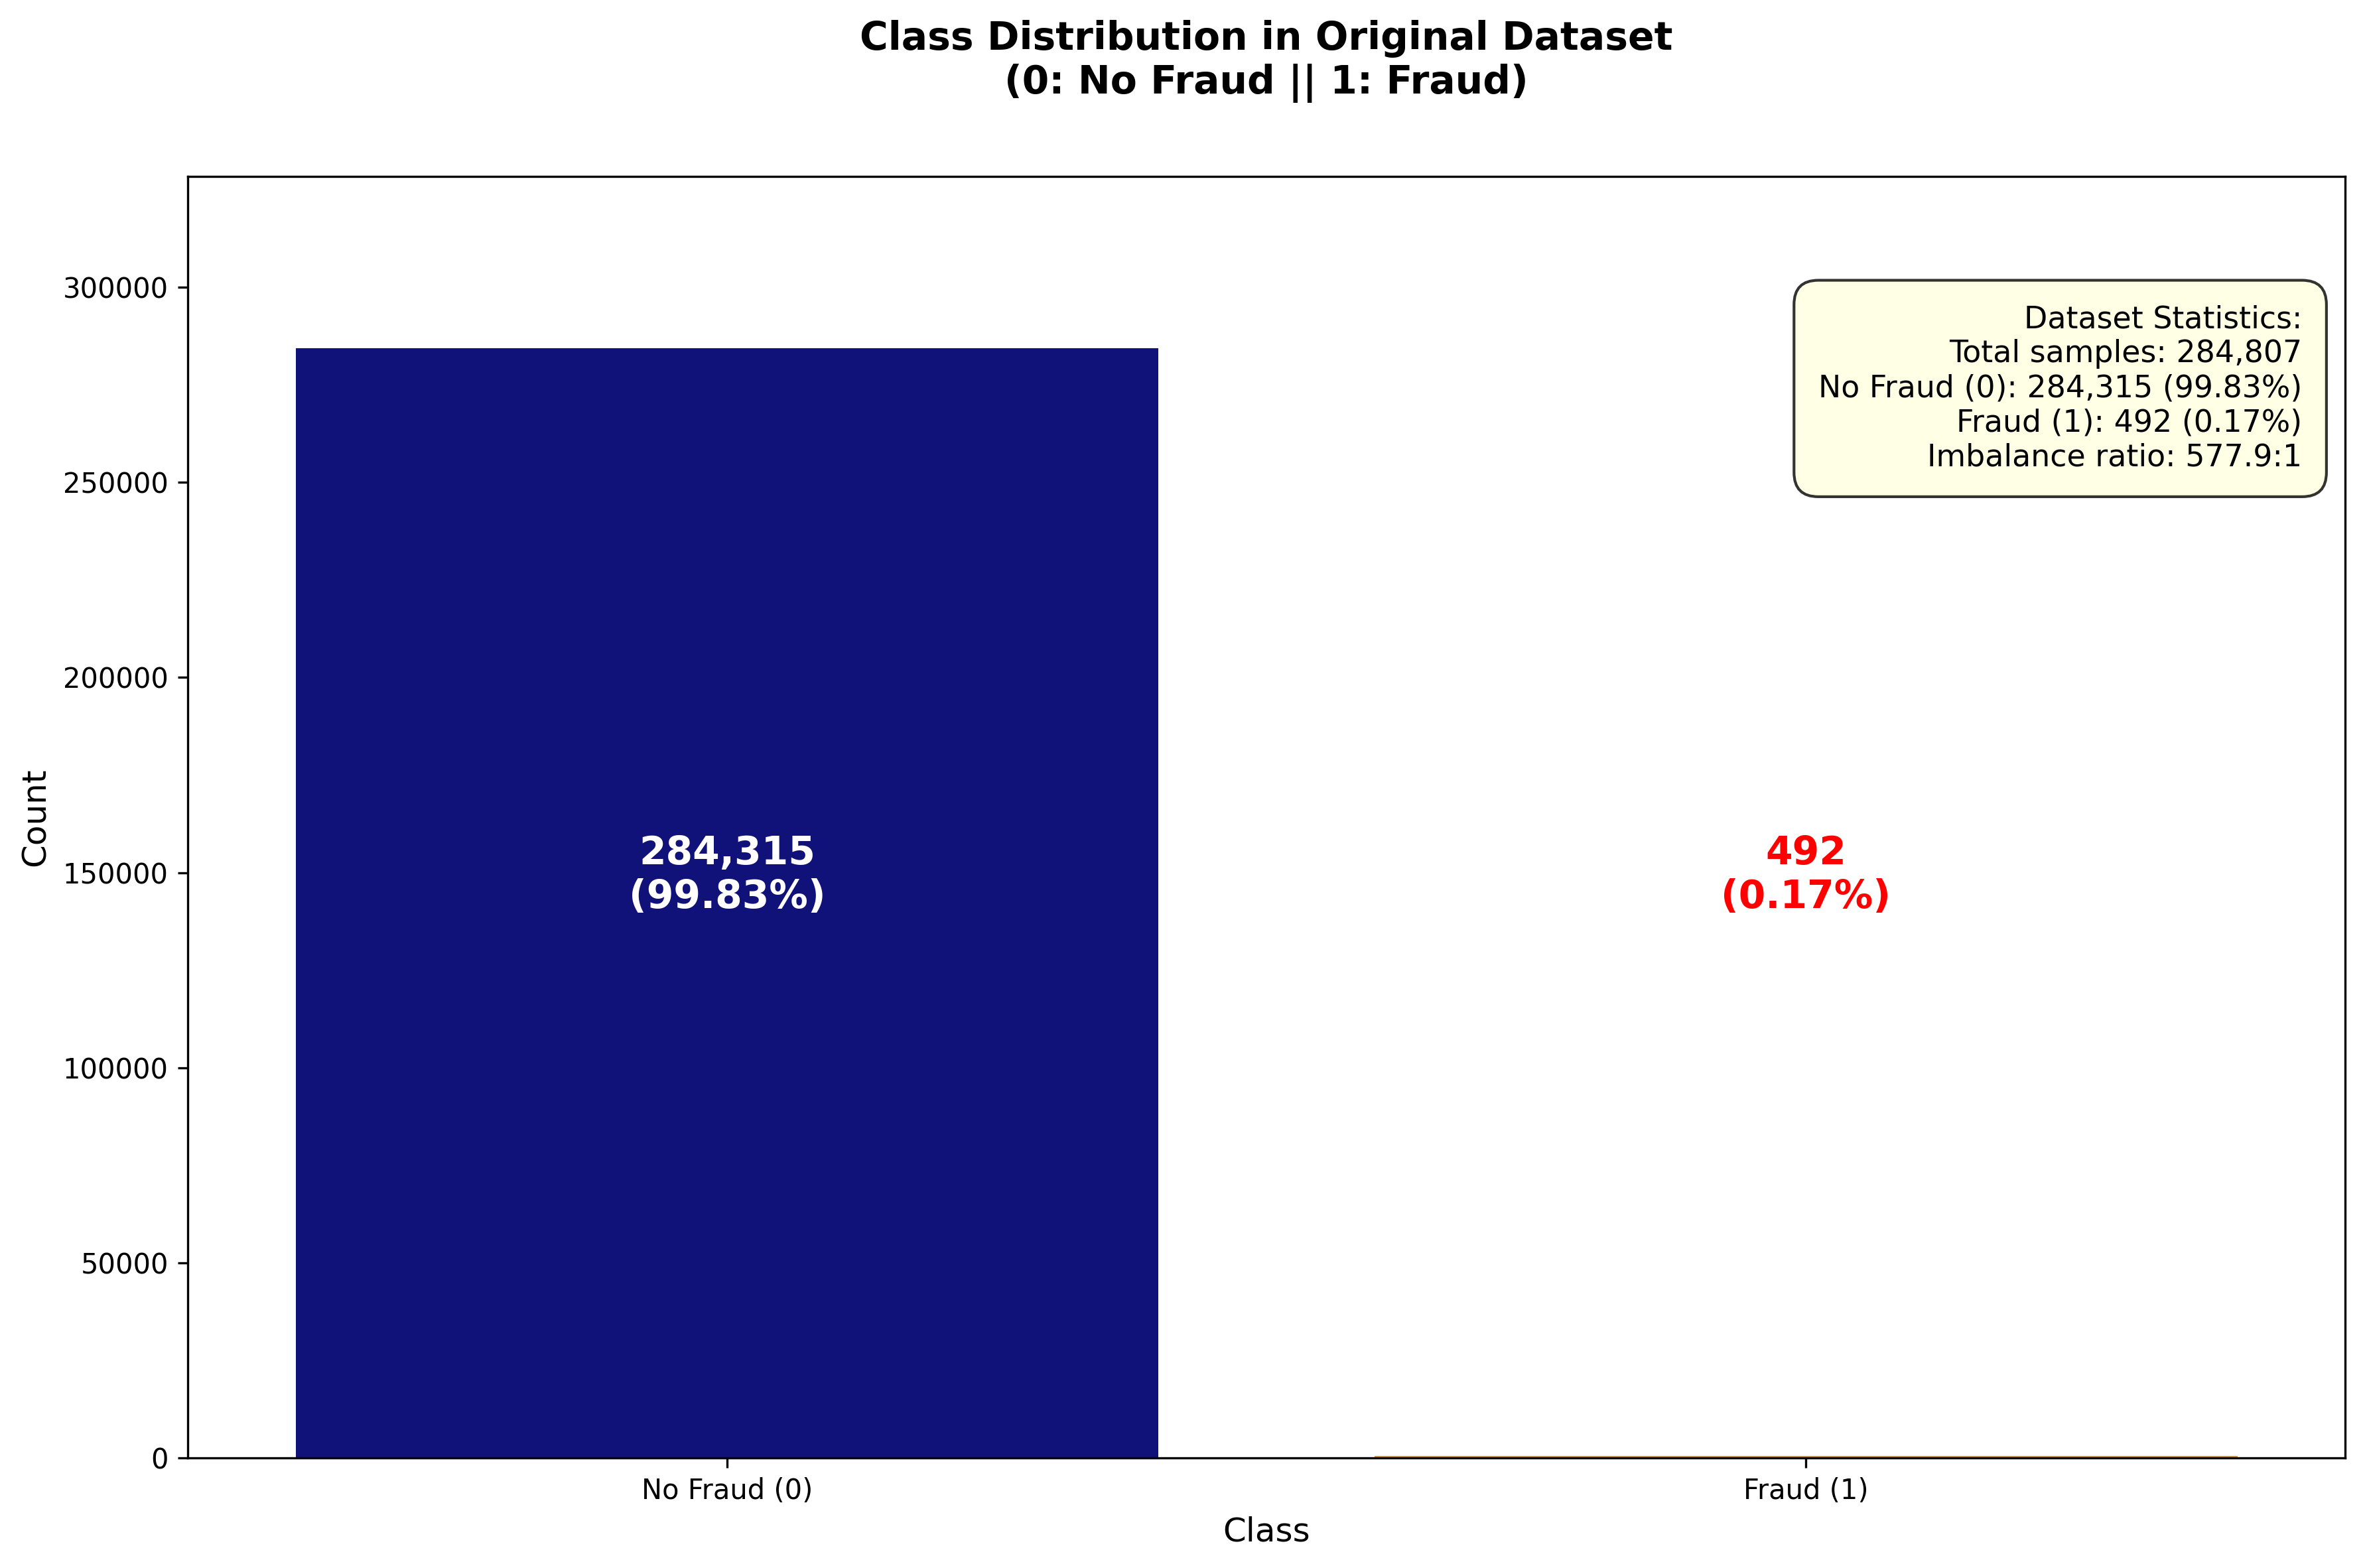 Class Distribution in Original Dataset
(0: No Fraud || 1: Fraud)
300000
250000
200000
150000
100000
50000
0
Count
Dataset Statistics:
Total samples: 284,807
No Fraud (0): 284,315 (99.83%)
Fraud (1): 492 (0.17%)
Imbalance ratio: 577.9:1
284,315
(99.83%)
492
(0.17%)
No Fraud (0)
Fraud (1)
Class